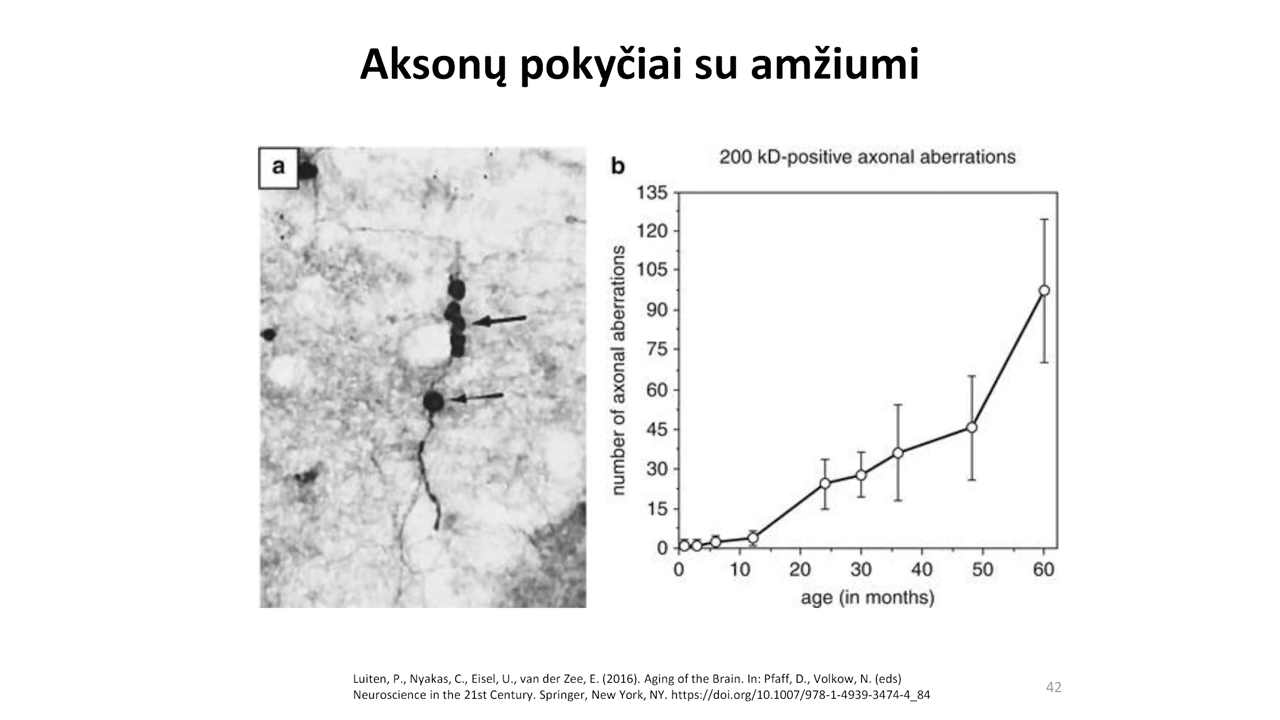 Aksonų pokyčiai su amžiumi
a
b
200 kD-positive axonal aberrations
number of axonal aberrations
135
120
105
90
75
60
45
30
15
0
0 10 20 30 40 50 60
age (in months)
Luiten, P., Nyakas, C., Eisel, U., van der Zee, E. (2016). Aging of the Brain. In: Pfaff, D., Volkow, N. (eds)
Neuroscience in the 21st Century. Springer, New York, NY. https://doi.org/10.1007/978-1-4939-3474-4_84
42